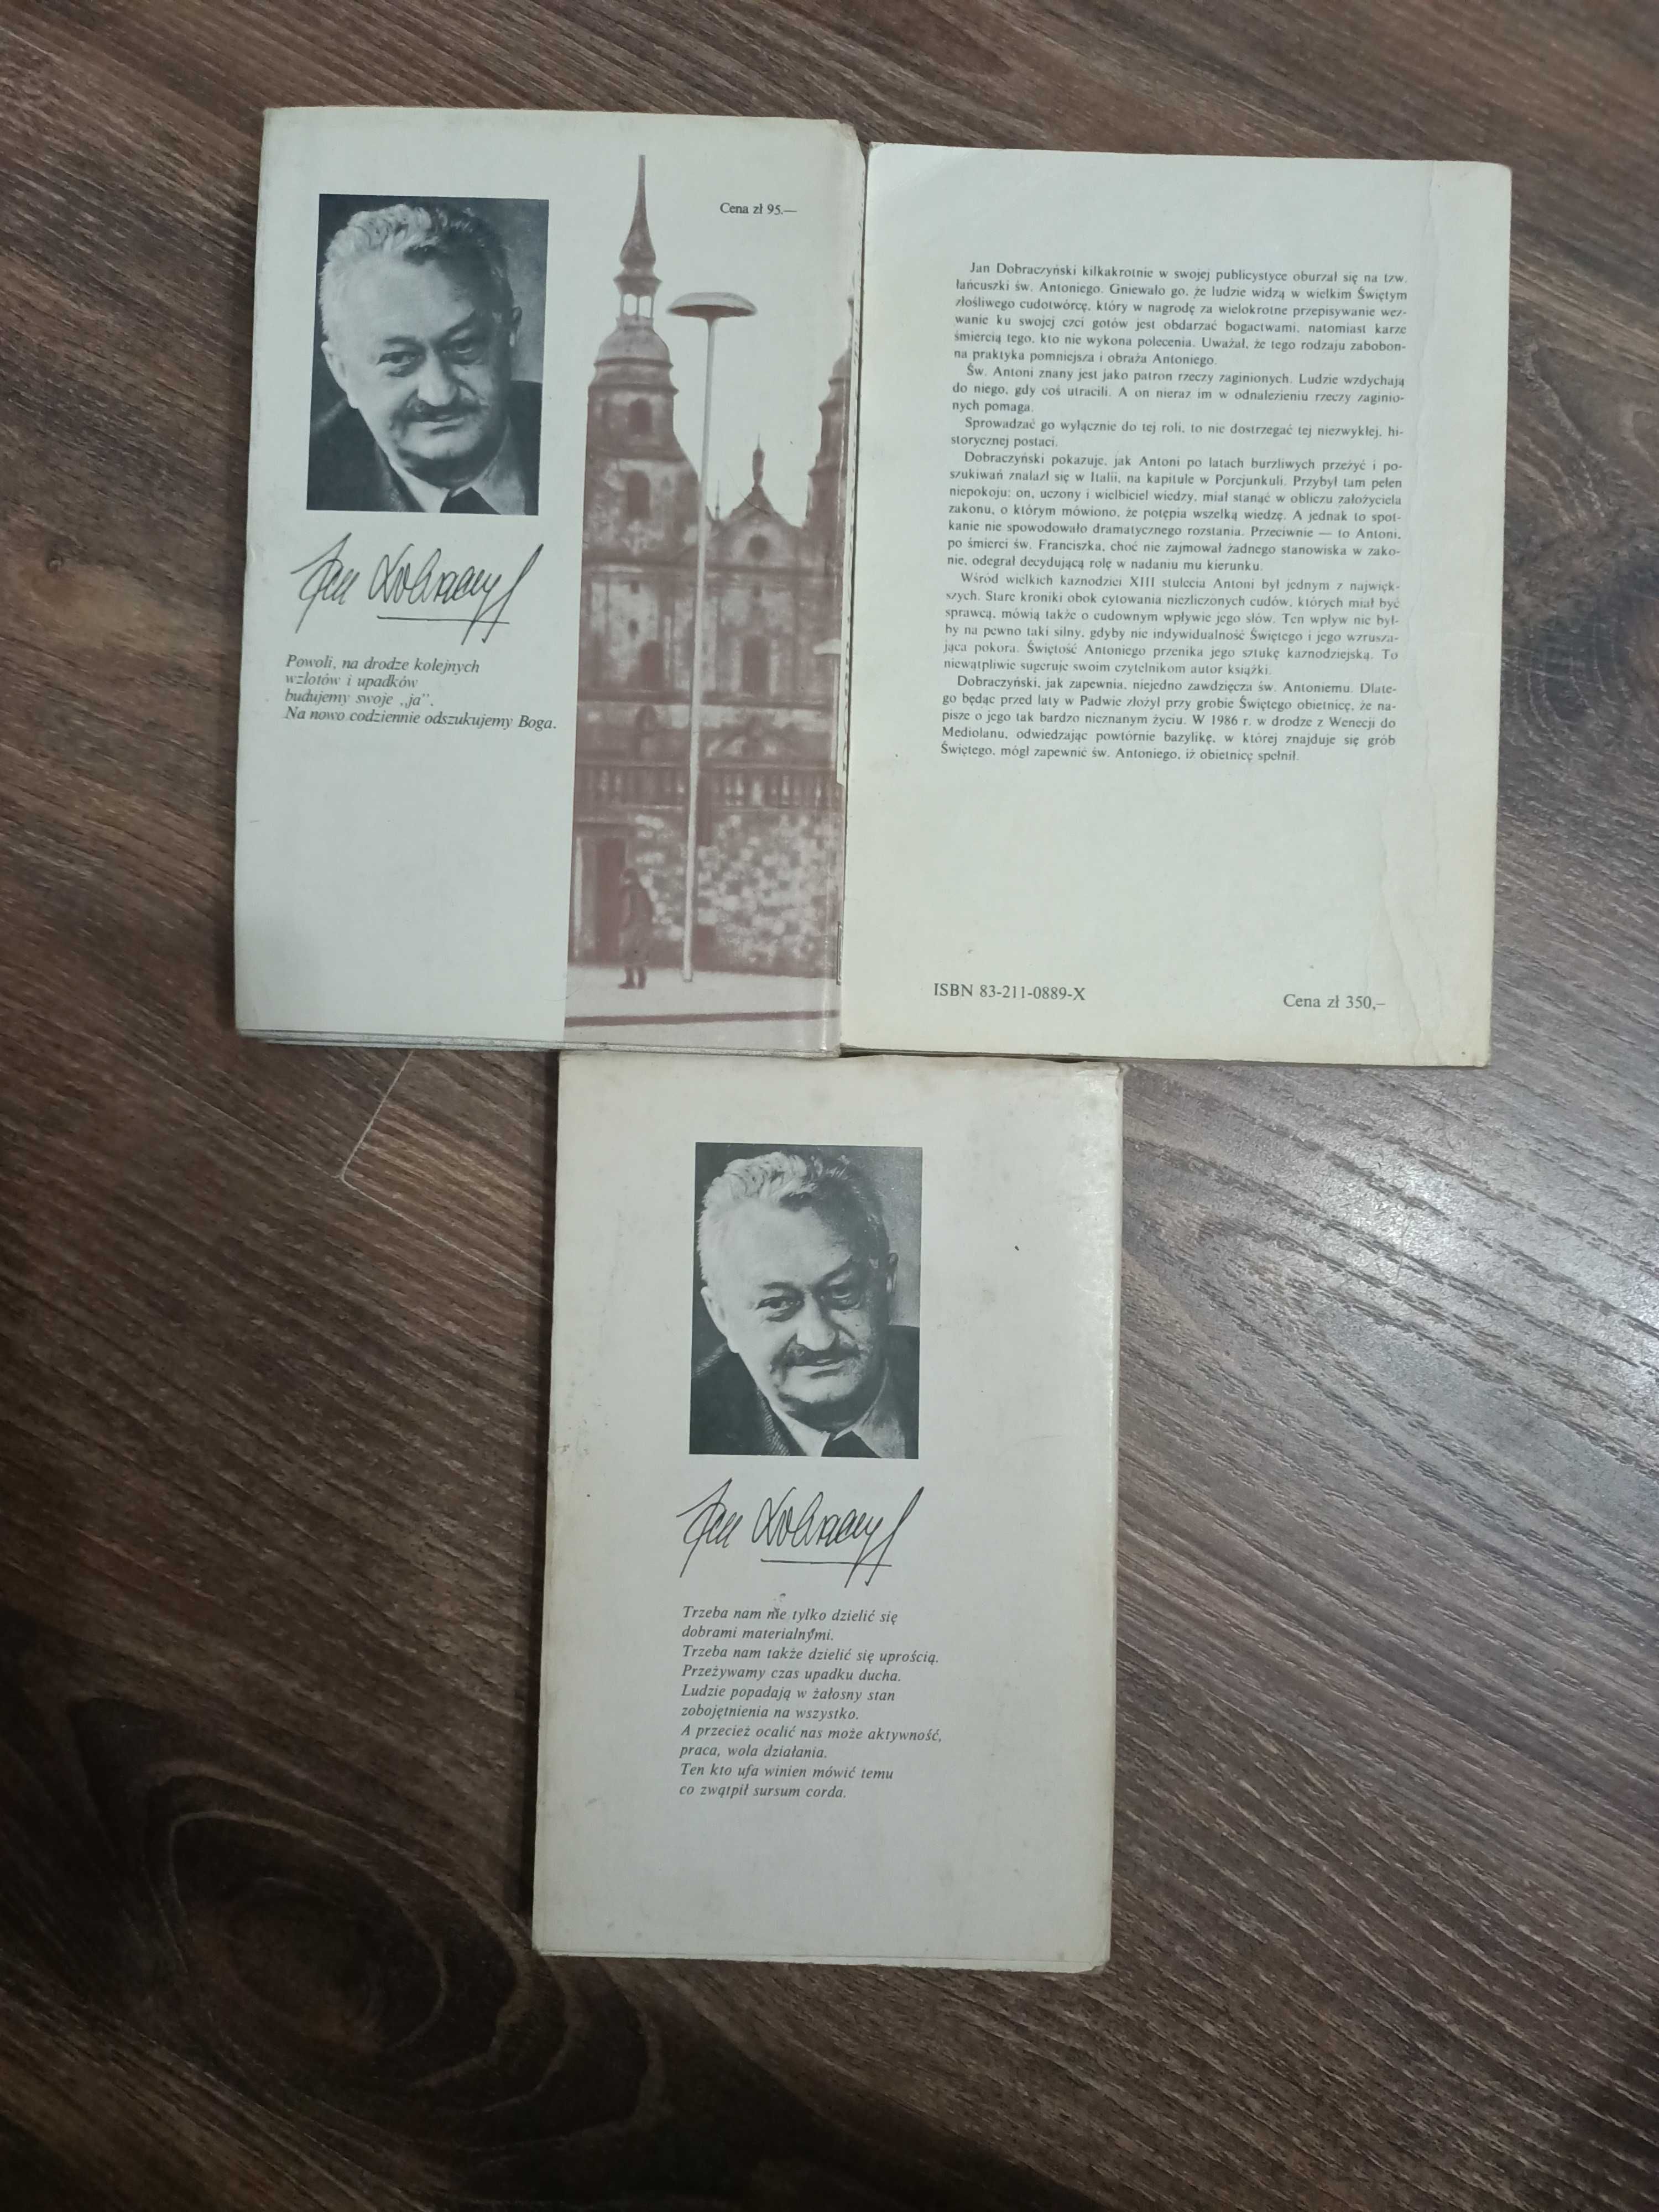 Cena zł 95.—
Jan Dobraczyński
Powoli, na drodze kolejnych
wzlotów i upadków
budujemy swoje „ja”.
Na nowo codziennie odszukujemy Boga.
Jan Dobraczyński kilkakrotnie w swojej publicystyce oburzał się na tzw.
łańcuszki św. Antoniego. Gniewało go, że ludzie widzą w wielkim Świętym
złośliwego cudotwórcę, który w nagrodę za wielokrotne przepisywanie wez-
wanie ku swojej czci gotów jest obdarzać bogactwami, natomiast karze
śmiercią tego, kto nie wykona polecenia. Uważał, że tego rodzaju zabobon-
na praktyka pomniejsza i obraża Antoniego.
Św. Antoni znany jest jako patron rzeczy zaginionych. Ludzie wzdychają
do niego, gdy coś utracili. A on nieraz im w odnalezieniu rzeczy zaginio-
nych pomaga.
Sprowadzać go wyłącznie do tej roli, to nie dostrzegać tej niezwykłej, hi-
storycznej postaci.
Dobraczyński pokazuje, jak Antoni po latach burzliwych przeżyć i po-
szukiwań znalazł się w Italii, na kapitule w Porcjunkuli. Przybył tam pełen
niepokoju: on, uczony i wielbiciel wiedzy, miał stanąć w obliczu założyciela
zakonu, o którym mówiono, że potępia wszelką wiedzę. A jednak to spot-
kanie nie spowodowało dramatycznego rozstania. Przeciwnie — to Antoni,
po śmierci św. Franciszka, choć nie zajmował żadnego stanowiska w zako-
nie, odegrał decydującą rolę w nadaniu mu kierunku.
Wśród wielkich kaznodziei XIII stulecia Antoni był jednym z najwięk-
szych. Stare kroniki obok cytowania niezliczonych cudów, których miał być
sprawcą, mówią także o cudownym wpływie jego słów. Ten wpływ nie był-
by na pewno taki silny, gdyby nie indywidualność Świętego i jego wzrusza-
jąca pokora. Świętość Antoniego przenika jego sztukę kaznodziejską. To
niewątpliwie sugeruje swoim czytelnikom autor książki.
Dobraczyński, jak zapewnia, niejedno zawdzięcza św. Antoniemu. Dlate-
go będąc przed laty w Padwie złożył przy grobie Świętego obietnicę, że na-
pisze o jego tak bardzo nieznanym życiu. W 1986 r. w drodze z Wenecji do
Mediolanu, odwiedzając powtórnie bazylikę, w której znajduje się grób
Świętego, mógł zapewnić św. Antoniego, iż obietnicę spełnił.
ISBN 83-211-0889-X
Cena zł 350,–
Jan Dobraczyński
Trzeba nam nie tylko dzielić się
dobrami materialnymi.
Trzeba nam także dzielić się uprością.
Przeżywamy czas upadku ducha.
Ludzie popadają w żałosny stan
zobojętnienia na wszystko.
A przecież ocalić nas może aktywność,
praca, wola działania.
Ten kto ufa winien mówić temu
co zwątpił sursum corda.